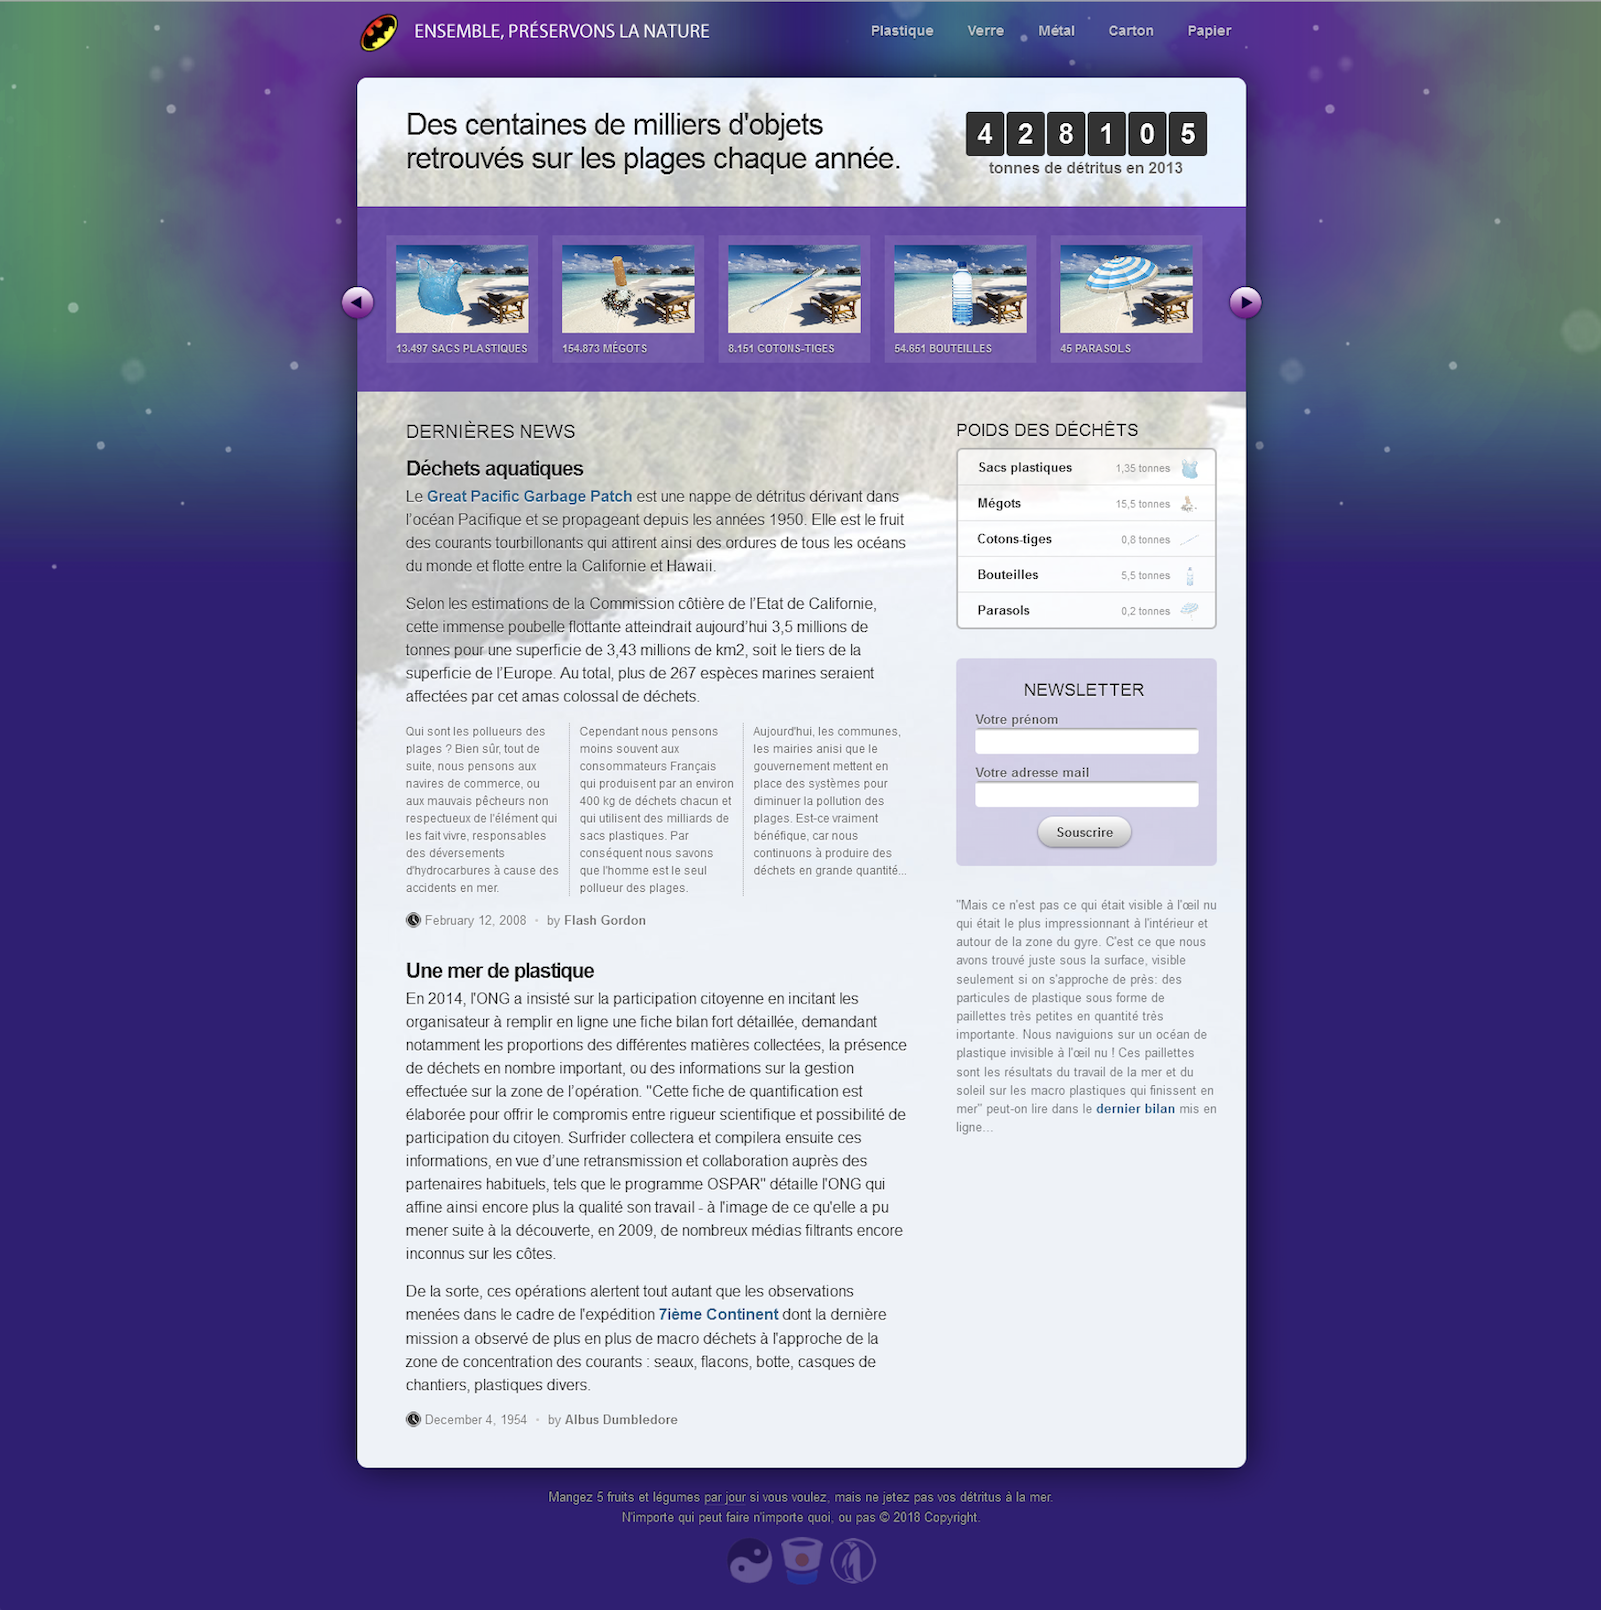 ENSEMBLE, PRÉSERVONS LA NATURE
Plastique Verre Métal Carton Papier
Des centaines de milliers d'objets
retrouvés sur les plages chaque année.
4 2 8 1 0 5
tonnes de détritus en 2013
13.497 SACS PLASTIQUES
154.873 MÉGOTS
8.151 COTONS-TIGES
54.651 BOUTEILLES
45 PARASOLS
DERNIÈRES NEWS
Déchets aquatiques
Le Great Pacific Garbage Patch est une nappe de détritus dérivant dans
l'océan Pacifique et se propageant depuis les années 1950. Elle est le fruit
des courants tourbillonants qui attirent ainsi des ordures de tous les océans
du monde et flotte entre la Californie et Hawaii.
Selon les estimations de la Commission côtière de l'Etat de Californie,
cette immense poubelle flottante atteindrait aujourd'hui 3,5 millions de
tonnes pour une superficie de 3,43 millions de km2, soit le tiers de la
superficie de l'Europe. Au total, plus de 267 espèces marines seraient
affectées par cet amas colossal de déchets.
Qui sont les pollueurs des
plages ? Bien sûr, tout de
suite, nous pensons aux
navires de commerce, ou
aux mauvais pêcheurs non
respectueux de l'élément qui
les fait vivre, responsables
des déversements
d'hydrocarbures à cause des
accidents en mer.
Cependant nous pensons
moins souvent aux
consommateurs Français
qui produisent par an environ
400 kg de déchets chacun et
qui utilisent des milliards de
sacs plastiques. Par
conséquent nous savons
que l'homme est le seul
pollueur des plages.
Aujourd'hui, les communes,
les mairies anisi que le
gouvernement mettent en
place des systèmes pour
diminuer la pollution des
plages. Est-ce vraiment
bénéfique, car nous
continuons à produire des
déchets en grande quantité...
February 12, 2008 • by Flash Gordon
Une mer de plastique
En 2014, l'ONG a insisté sur la participation citoyenne en incitant les
organisateur à remplir en ligne une fiche bilan fort détaillée, demandant
notamment les proportions des différentes matières collectées, la présence
de déchets en nombre important, ou des informations sur la gestion
effectuée sur la zone de l'opération. "Cette fiche de quantification est
élaborée pour offrir le compromis entre rigueur scientifique et possibilité de
participation du citoyen. Surfrider collectera et compilera ensuite ces
informations, en vue d'une retransmission et collaboration auprès des
partenaires habituels, tels que le programme OSPAR" détaille l'ONG qui
affine ainsi encore plus la qualité son travail - à l'image de ce qu'elle a pu
mener suite à la découverte, en 2009, de nombreux médias filtrants encore
inconnus sur les côtes.
De la sorte, ces opérations alertent tout autant que les observations
menées dans le cadre de l'expédition 7ième Continent dont la dernière
mission a observé de plus en plus de macro déchets à l'approche de la
zone de concentration des courants : seaux, flacons, botte, casques de
chantiers, plastiques divers.
December 4, 1954 • by Albus Dumbledore
POIDS DES DÉCHÊTS
Sacs plastiques 1,35 tonnes
Mégots 15,5 tonnes
Cotons-tiges 0,8 tonnes
Bouteilles 5,5 tonnes
Parasols 0,2 tonnes
NEWSLETTER
Votre prénom
Votre adresse mail
Souscrire
"Mais ce n'est pas ce qui était visible à l'œil nu
qui était le plus impressionnant à l'intérieur et
autour de la zone du gyre. C'est ce que nous
avons trouvé juste sous la surface, visible
seulement si on s'approche de près: des
particules de plastique sous forme de
paillettes très petites en quantité très
importante. Nous naviguions sur un océan de
plastique invisible à l'œil nu ! Ces paillettes
sont les résultats du travail de la mer et du
soleil sur les macro plastiques qui finissent en
mer" peut-on lire dans le dernier bilan mis en
ligne...
Mangez 5 fruits et légumes par jour si vous voulez, mais ne jetez pas vos détritus à la mer.
N'importe qui peut faire n'importe quoi, ou pas © 2018 Copyright.